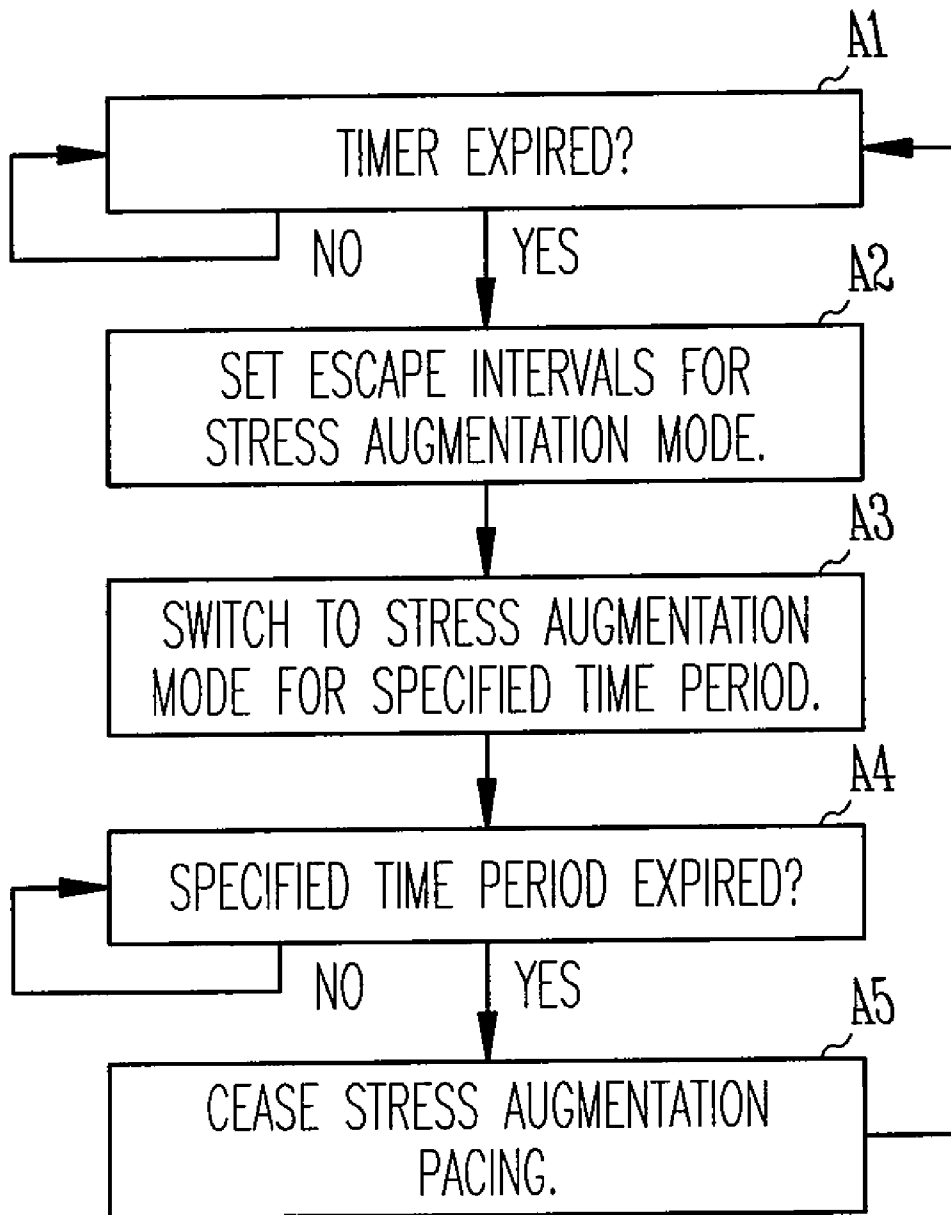 A1
TIMER EXPIRED?
NO
YES
A2
SET ESCAPE INTERVALS FOR
STRESS AUGMENTATION MODE.
A3
SWITCH TO STRESS AUGMENTATION
MODE FOR SPECIFIED TIME PERIOD.
A4
SPECIFIED TIME PERIOD EXPIRED?
NO
YES
A5
CEASE STRESS AUGMENTATION
PACING.